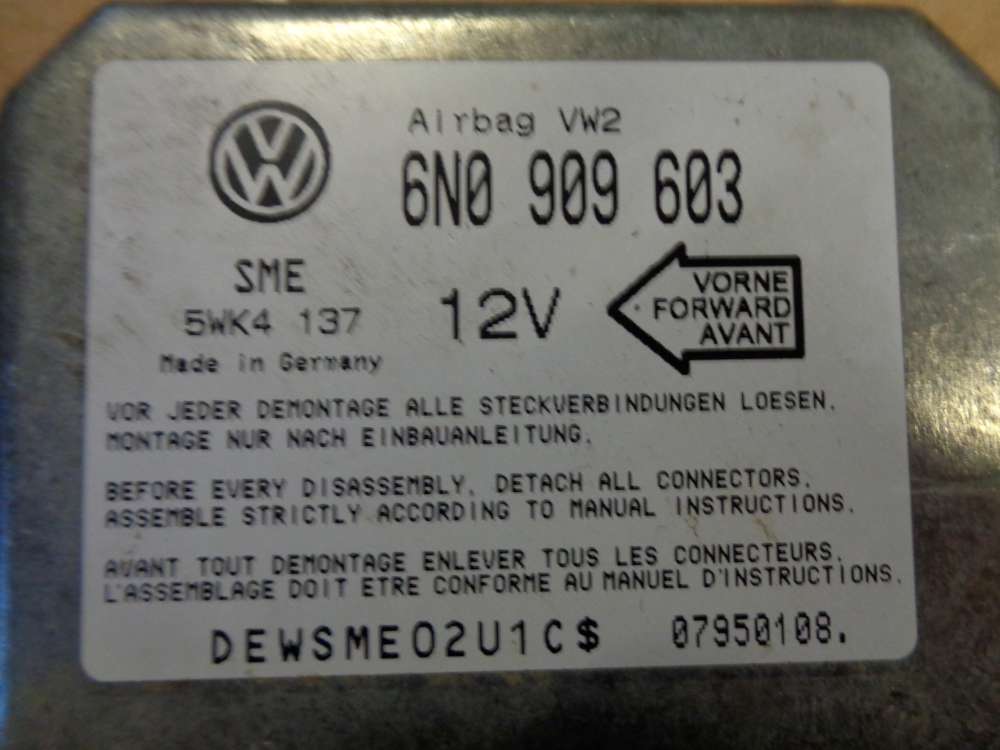 Airbag VW2
6N0 909 603
SME
5WK4 137
Made in Germany
12V
VORNE
FORWARD
AVANT
VOR JEDER DEMONTAGE ALLE STECKVERBINDUNGEN LOESEN.
MONTAGE NUR NACH EINBAUANLEITUNG.
BEFORE EVERY DISASSEMBLY, DETACH ALL CONNECTORS.
ASSEMBLE STRICTLY ACCORDING TO MANUAL INSTRUCTIONS.
AVANT TOUT DEMONTAGE ENLEVER TOUS LES CONNECTEURS.
L'ASSEMBLAGE DOIT ETRE CONFORME AU MANUEL D'INSTRUCTIONS.
DEWSME02U1C$ 07950108.